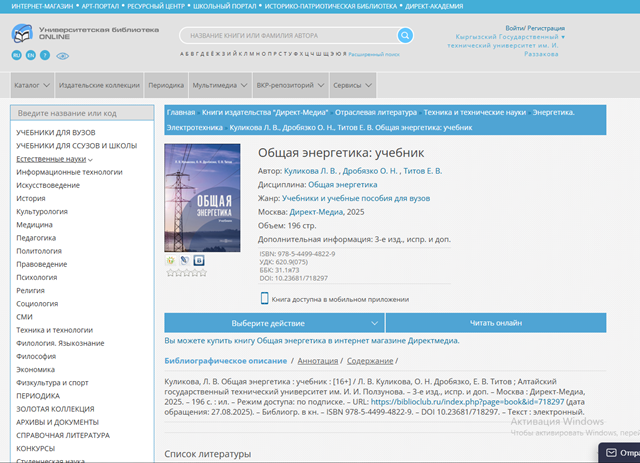 ИНТЕРНЕТ-МАГАЗИН • АРТ-ПОРТАЛ • РЕСУРСНЫЙ ЦЕНТР • ШКОЛЬНЫЙ ПОРТАЛ • ИСТОРИКО-ПАТРИОТИЧЕСКАЯ БИБЛИОТЕКА • ДИРЕКТ-АКАДЕМИЯ
Университетская библиотека
ONLINE
RU EN ?
НАЗВАНИЕ КНИГИ ИЛИ ФАМИЛИЯ АВТОРА
А Б В Г Д Е Ё Ж З И Й К Л М Н О П Р С Т У Ф Х Ц Ч Ш Щ Э Ю Я Расширенный поиск
Войти/ Регистрация
Кыргызский Государственный
технический университет им. И.
Раззакова
Каталог
Издательские коллекции
Периодика
Мультимедиа
ВКР-репозиторий
Сервисы
Введите название или код
УЧЕБНИКИ ДЛЯ ВУЗОВ
УЧЕБНИКИ ДЛЯ ССУЗОВ И ШКОЛЫ
Естественные науки
Информационные технологии
Искусствоведение
История
Культурология
Медицина
Педагогика
Политология
Правоведение
Психология
Религия
Социология
СМИ
Техника и технологии
Филология. Языкознание
Философия
Экономика
Физкультура и спорт
ПЕРИОДИКА
ЗОЛОТАЯ КОЛЛЕКЦИЯ
АРХИВЫ И ДОКУМЕНТЫ
СПРАВОЧНАЯ ЛИТЕРАТУРА
КОНКУРСЫ
Студенческая наука
Главная » Книги издательства "Директ-Медиа" » Отраслевая литература » Техника и технические науки » Энергетика.
Электротехника » Куликова Л. В., Дробязко О. Н., Титов Е. В. Общая энергетика: учебник
ОБЩАЯ
ЭНЕРГЕТИКА
Общая энергетика: учебник
Автор: Куликова Л. В. , Дробязко О. Н. , Титов Е. В.
Дисциплина: Общая энергетика
Жанр: Учебники и учебные пособия для вузов
Москва: Директ-Медиа, 2025
Объем: 196 стр.
Дополнительная информация: 3-е изд., испр. и доп.
ISBN: 978-5-4499-4822-9
УДК: 620.9(075)
ББК: 31.1я73
DOI: 10.23681/718297
Книга доступна в мобильном приложении
Выберите действие
Читать онлайн
Вы можете купить книгу Общая энергетика в интернет магазине Директмедиа.
Библиографическое описание / Аннотация / Содержание /
Куликова, Л. В. Общая энергетика : учебник : [16+] / Л. В. Куликова, О. Н. Дробязко, Е. В. Титов ; Алтайский
государственный технический университет им. И. И. Ползунова. – 3-е изд., испр. и доп. – Москва : Директ-Медиа,
2025. – 196 с. : ил. – Режим доступа: по подписке. – URL: https://biblioclub.ru/index.php?page=book&id=718297 (дата
обращения: 27.08.2025). – Библиогр. в кн. – ISBN 978-5-4499-4822-9. – DOI 10.23681/718297. – Текст : электронный.
Активация Windows
Чтобы активировать Windows, перей
Отпра
Список литературы